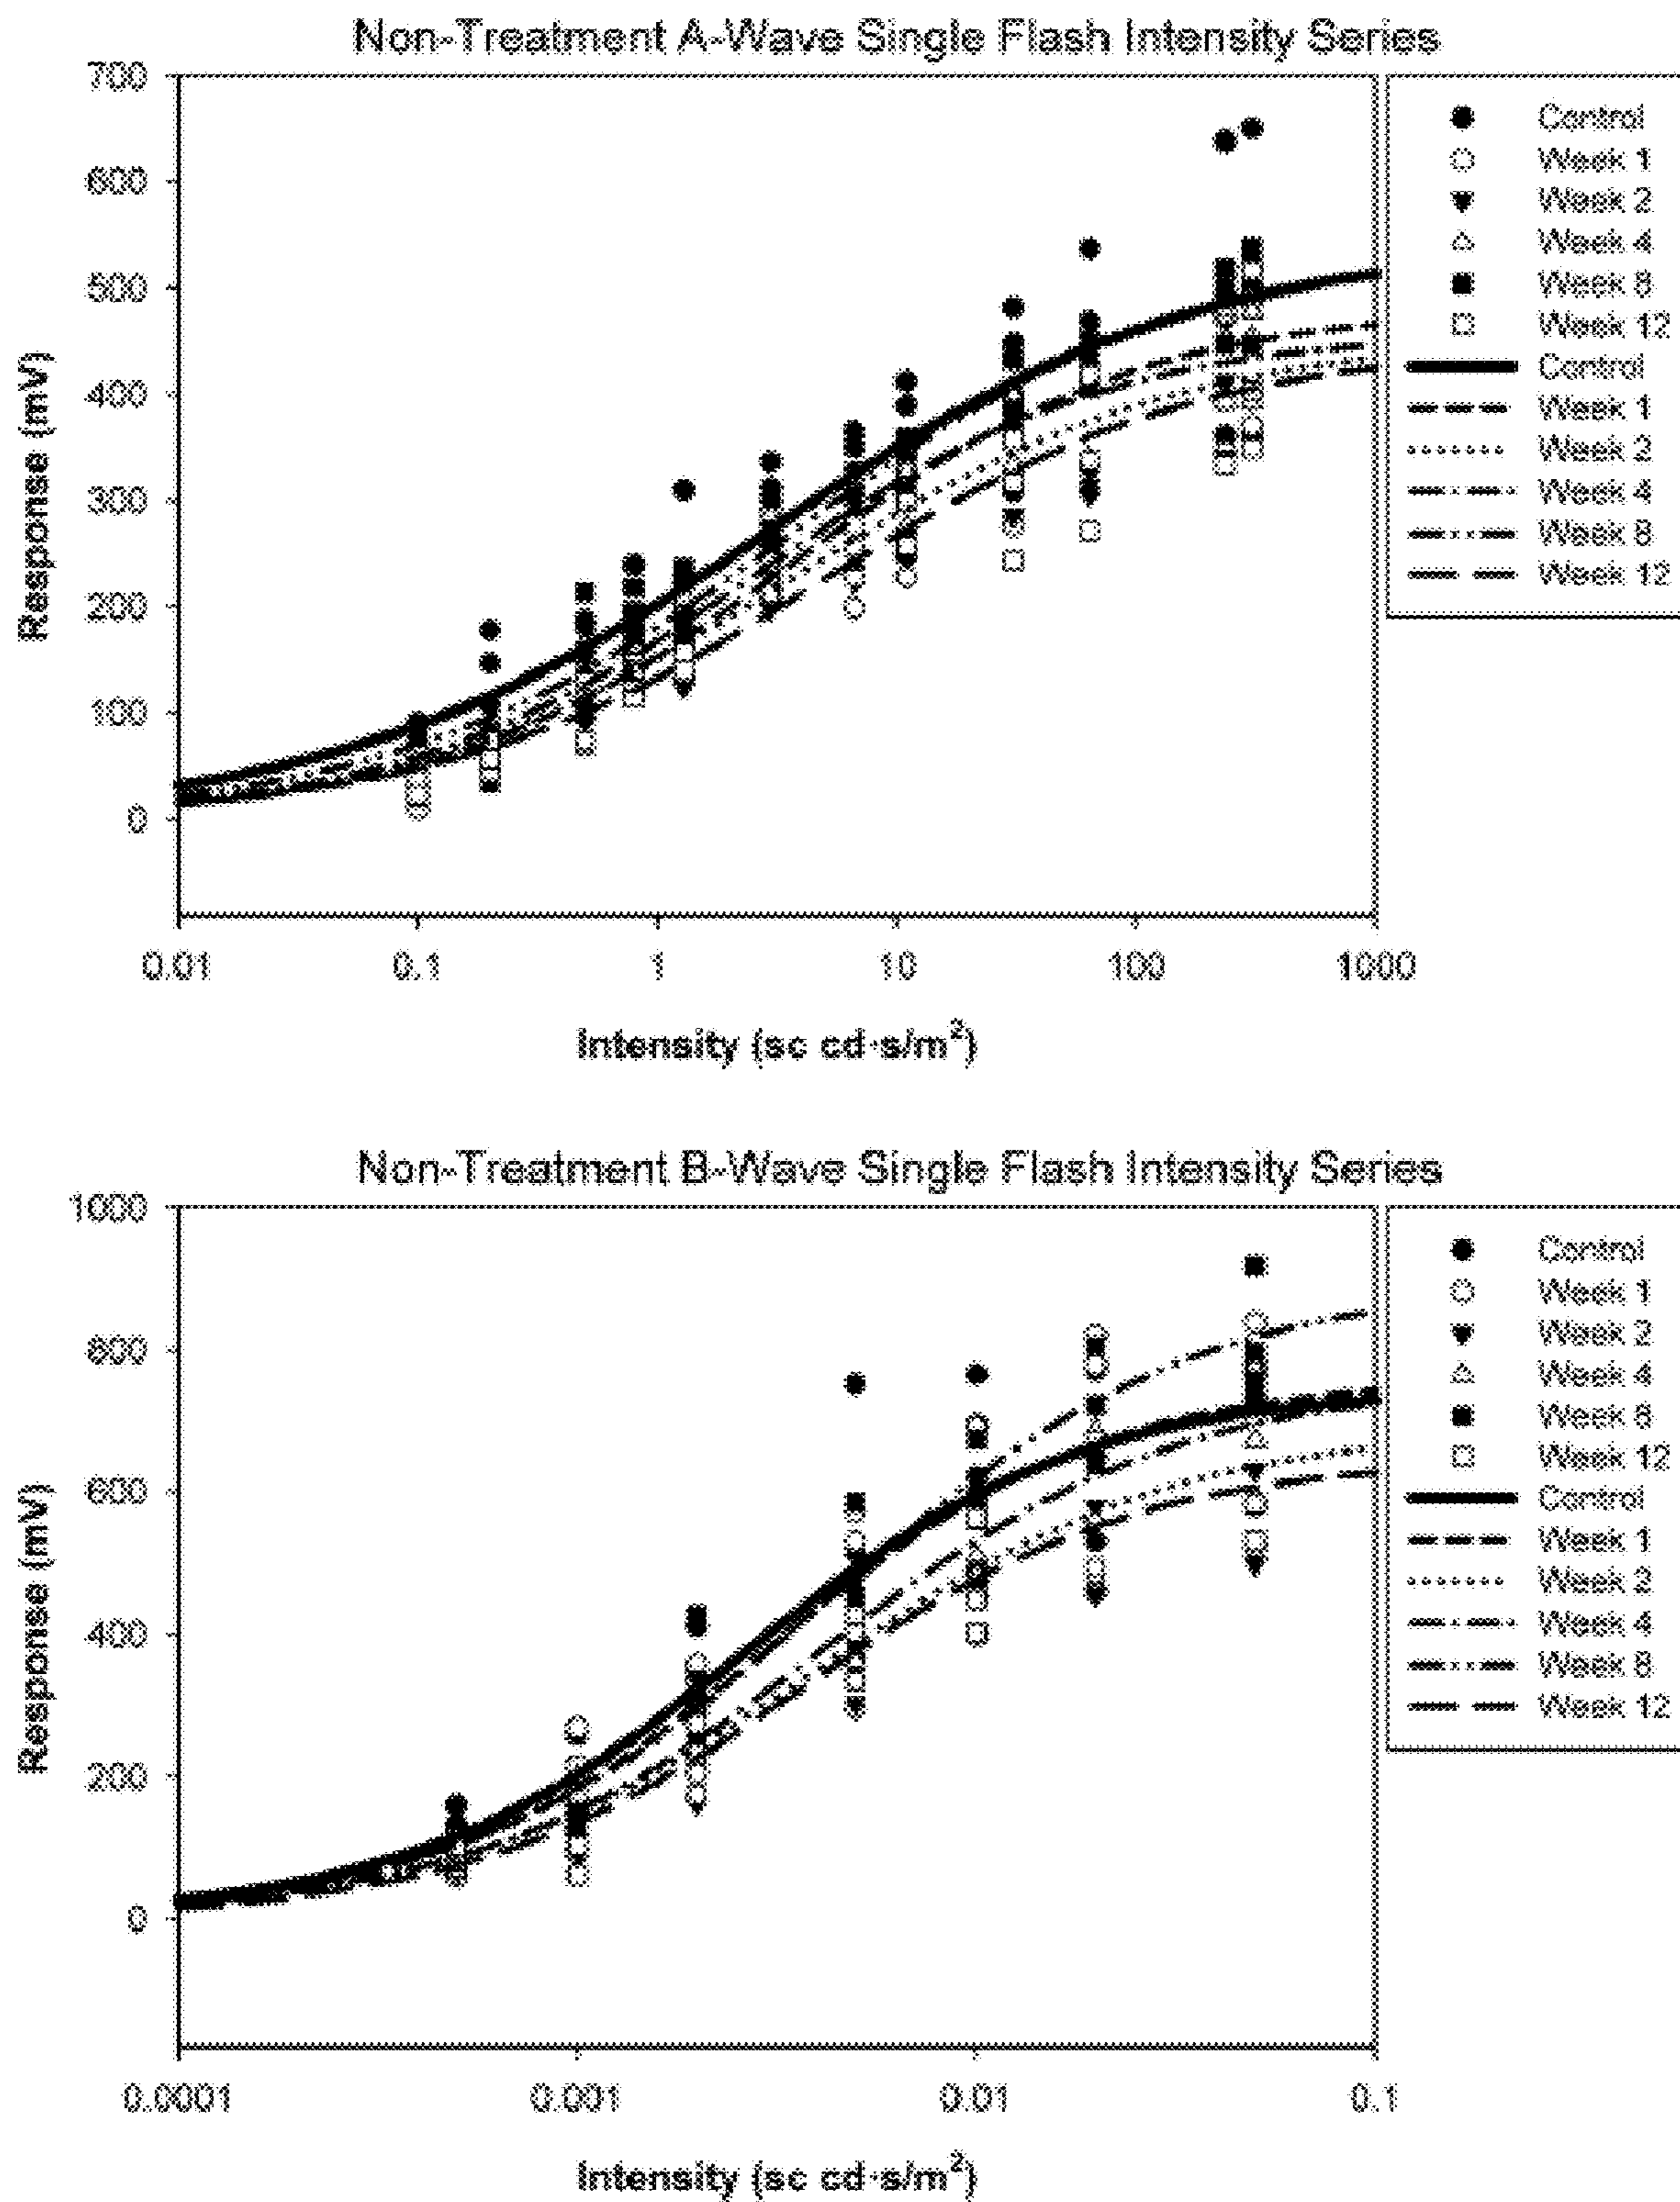 Non-Treatment A-Wave Single Flash Intensity Series
700
600
500
400
300
200
100
0
Response (mV)
0.01 0.1 1 10 100 1000
Intensity (sc cd·s/m²)
Control
Week 1
Week 2
Week 4
Week 8
Week 12
Control
Week 1
Week 2
Week 4
Week 8
Week 12
Non-Treatment B-Wave Single Flash Intensity Series
1000
800
600
400
200
0
Response (mV)
0.0001 0.001 0.01 0.1
Intensity (sc cd·s/m²)
Control
Week 1
Week 2
Week 4
Week 8
Week 12
Control
Week 1
Week 2
Week 4
Week 8
Week 12